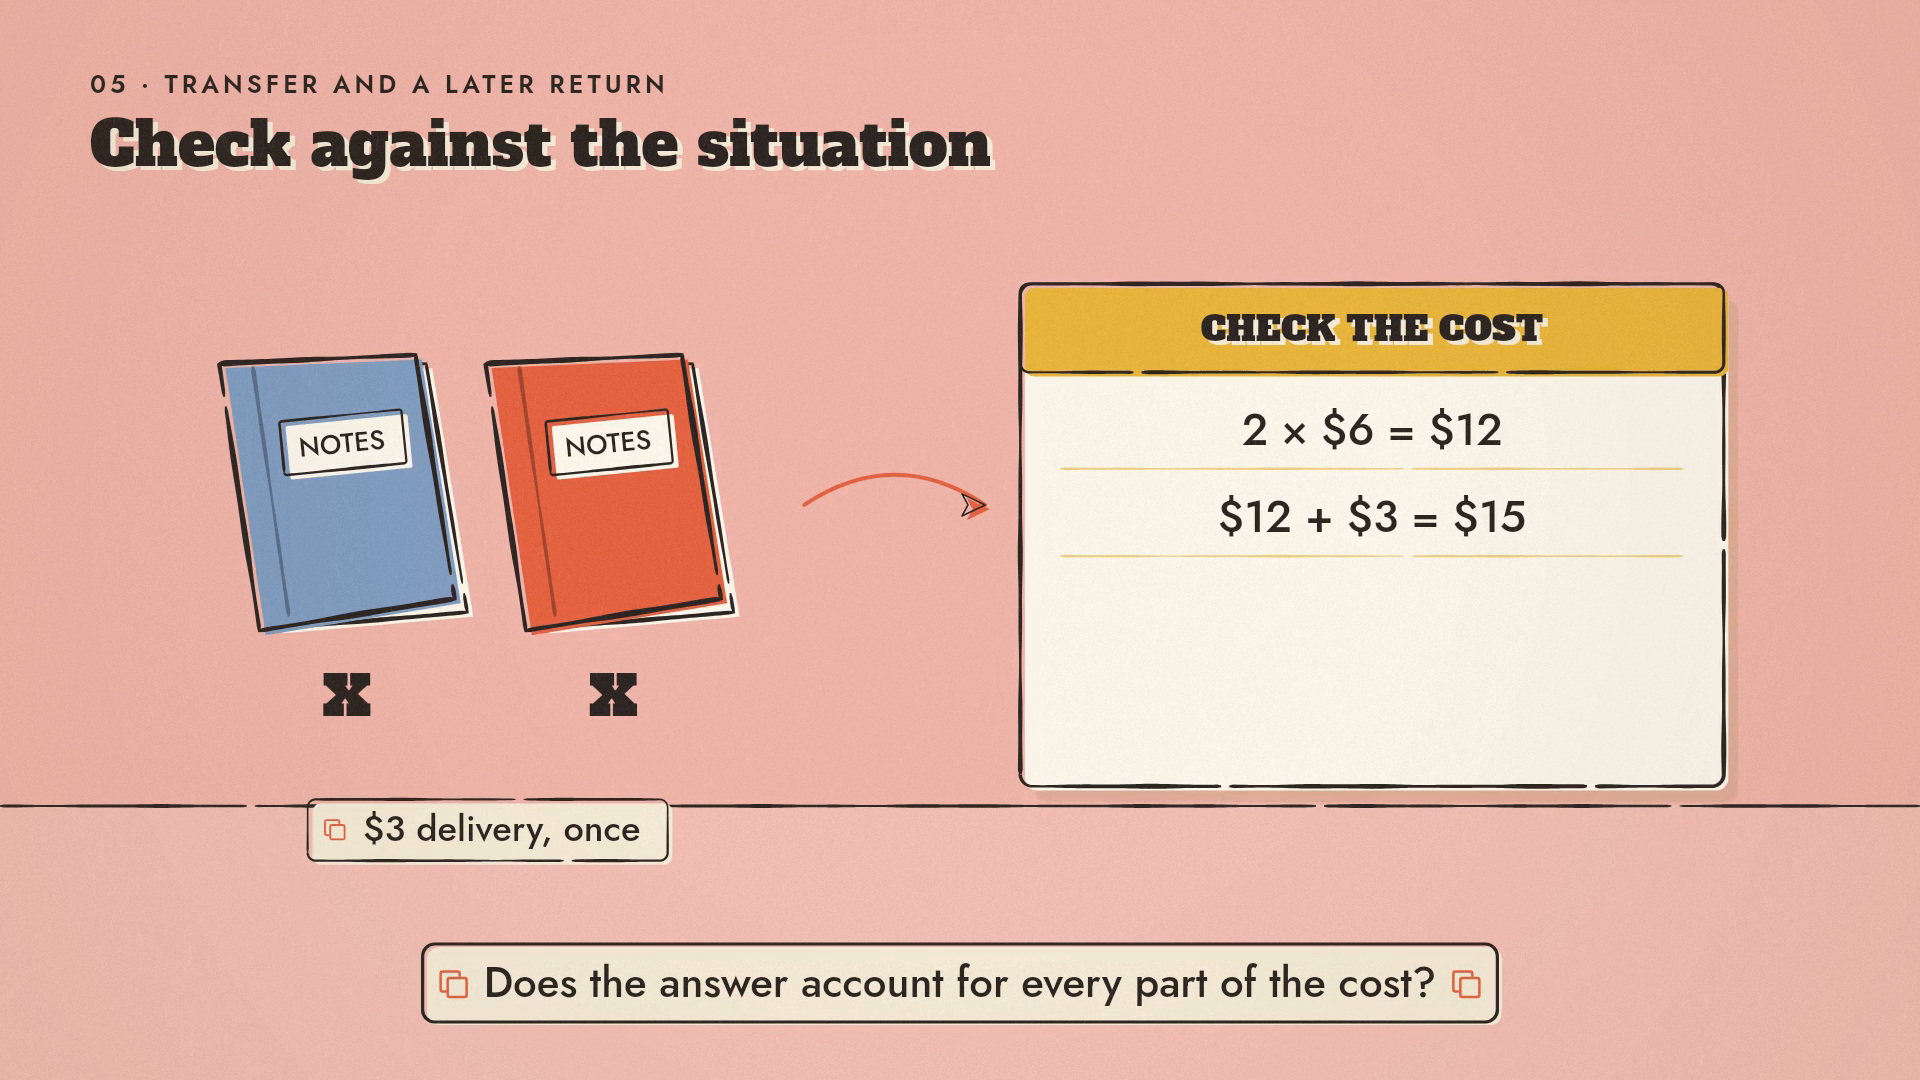 05 · TRANSFER AND A LATER RETURN
Check against the situation
NOTES
NOTES
x
x
$3 delivery, once
CHECK THE COST
2 × $6 = $12
$12 + $3 = $15
Does the answer account for every part of the cost?